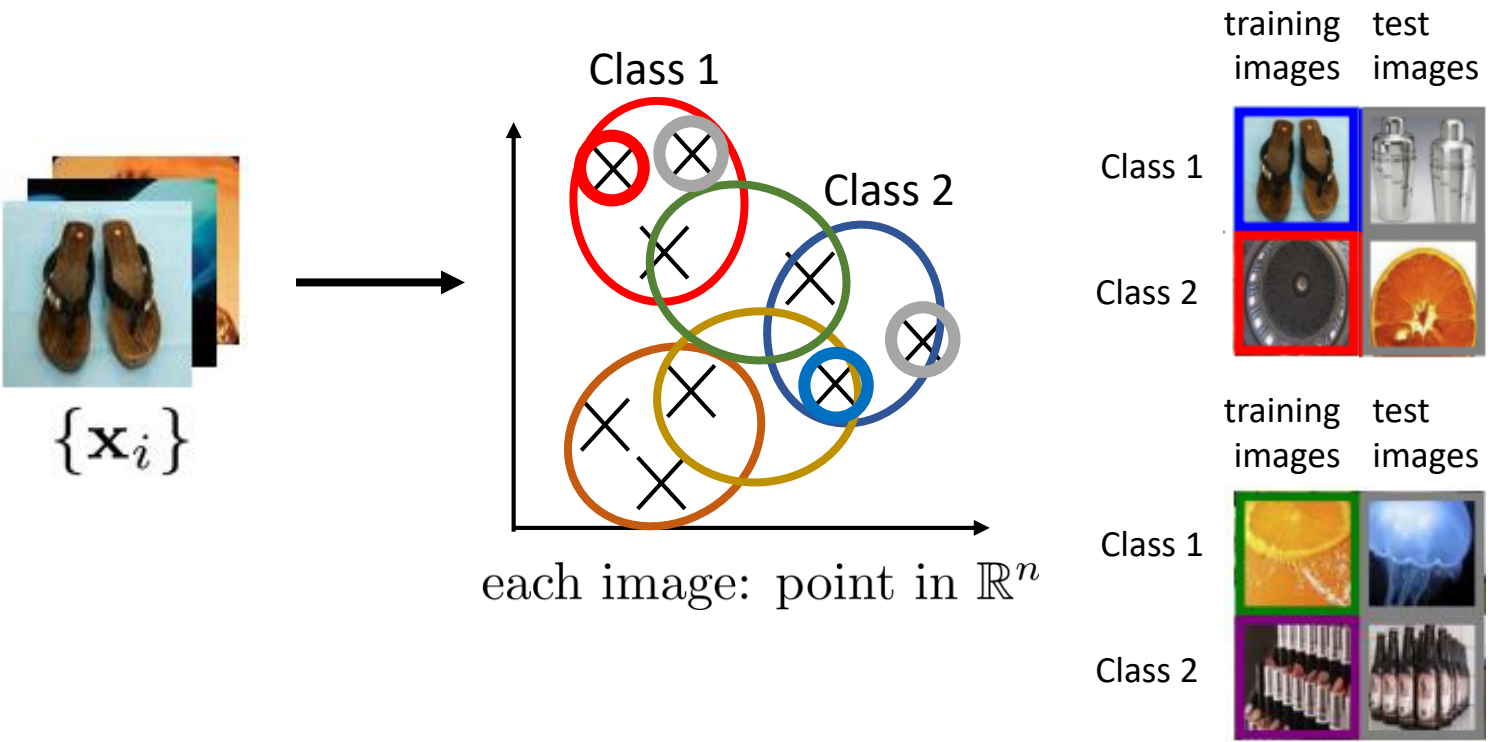 Class 1
Class 2
{x_i}
each image: point in ℝⁿ
training test
images images
Class 1
Class 2
training test
images images
Class 1
Class 2